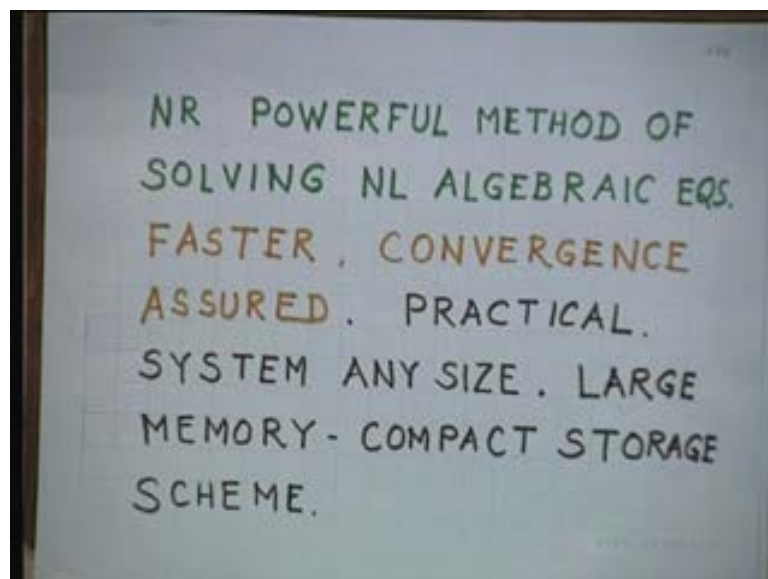 NR POWERFUL METHOD OF
SOLVING NL ALGEBRAIC EQS.
FASTER. CONVERGENCE
ASSURED. PRACTICAL.
SYSTEM ANY SIZE. LARGE
MEMORY - COMPACT STORAGE
SCHEME.